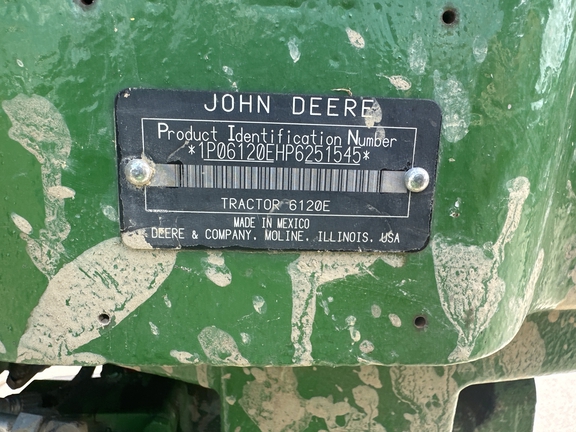 JOHN DEERE
Product Identification Number
*1P06120EHP6251545*
TRACTOR 6120E
MADE IN MEXICO
DEERE & COMPANY, MOLINE, ILLINOIS, USA